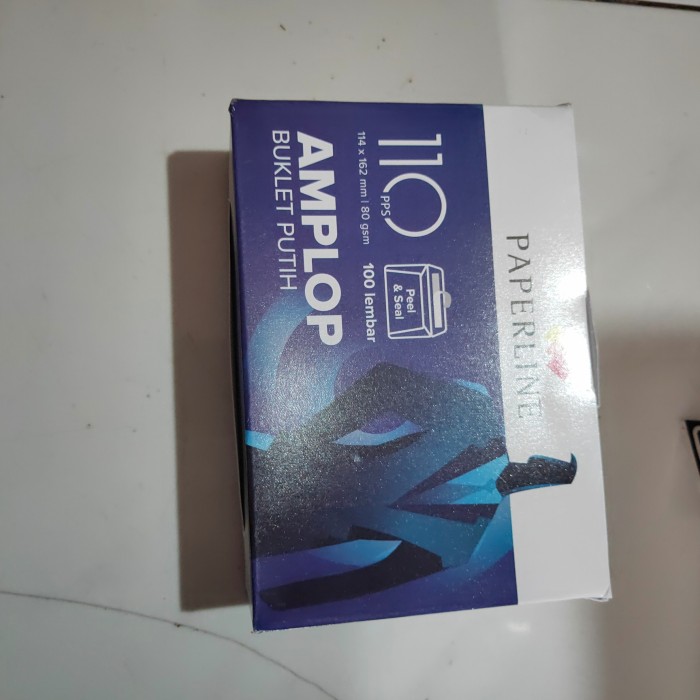 PAPERLINE
110
PPS
114 x 162 mm | 80 gsm
100 lembar
Peel
& Seal
AMPLOP
BUKLET PUTIH